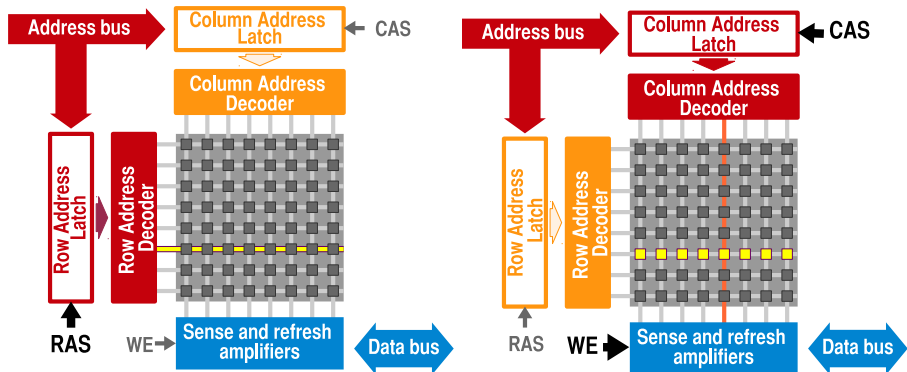 Address bus
Column Address
Latch
CAS
Column Address
Decoder
Row Address
Latch
Row Address
Decoder
RAS
WE
Sense and refresh
amplifiers
Data bus
Address bus
Column Address
Latch
CAS
Column Address
Decoder
Row Address
Latch
Row Address
Decoder
RAS
WE
Sense and refresh
amplifiers
Data bus